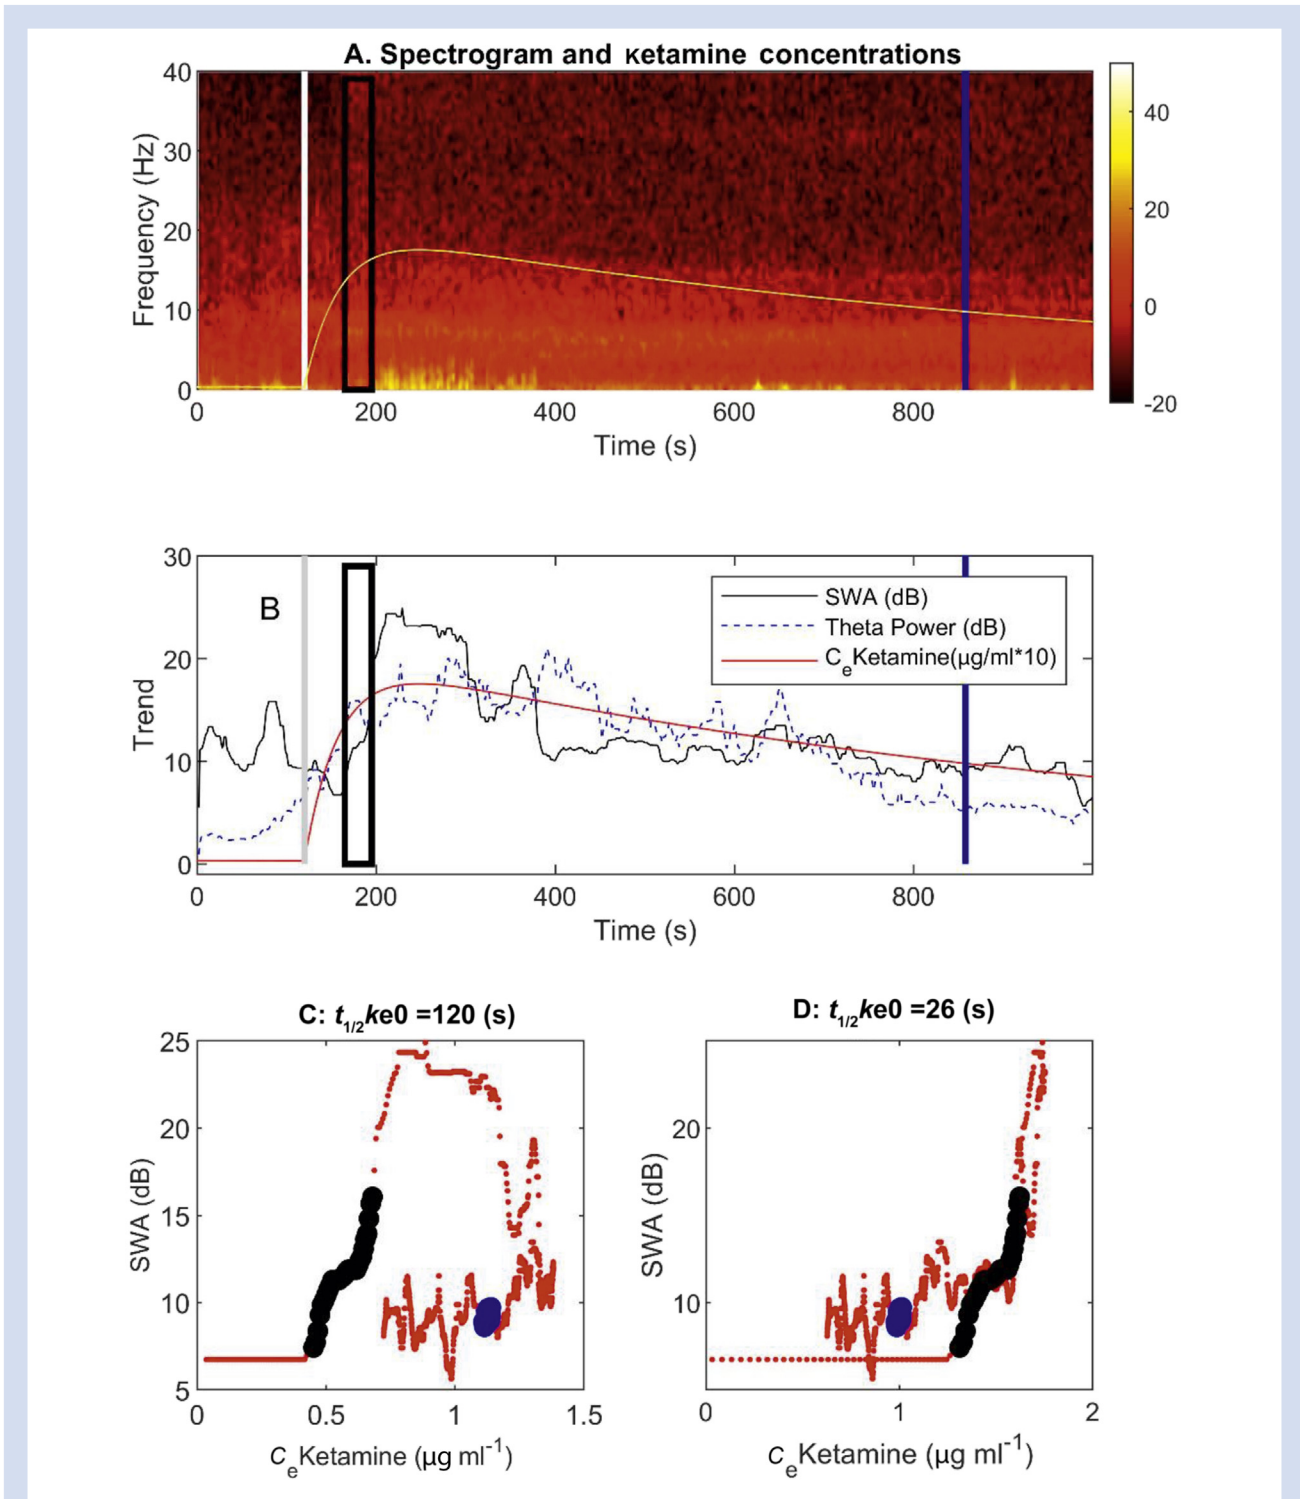 A. Spectrogram and ĸetamine concentrations
40
30
20
10
0
Frequency (Hz)
0 200 400 600 800
Time (s)
40
20
0
-20
30
20
10
0
Trend
B
SWA (dB)
Theta Power (dB)
CeKetamine(µg/ml*10)
0 200 400 600 800
Time (s)
C: t1/2ke0 =120 (s)
25
20
15
10
5
SWA (dB)
0 0.5 1 1.5
CeKetamine (µg ml-1)
D: t1/2ke0 =26 (s)
20
10
SWA (dB)
0 1 2
CeKetamine (µg ml-1)